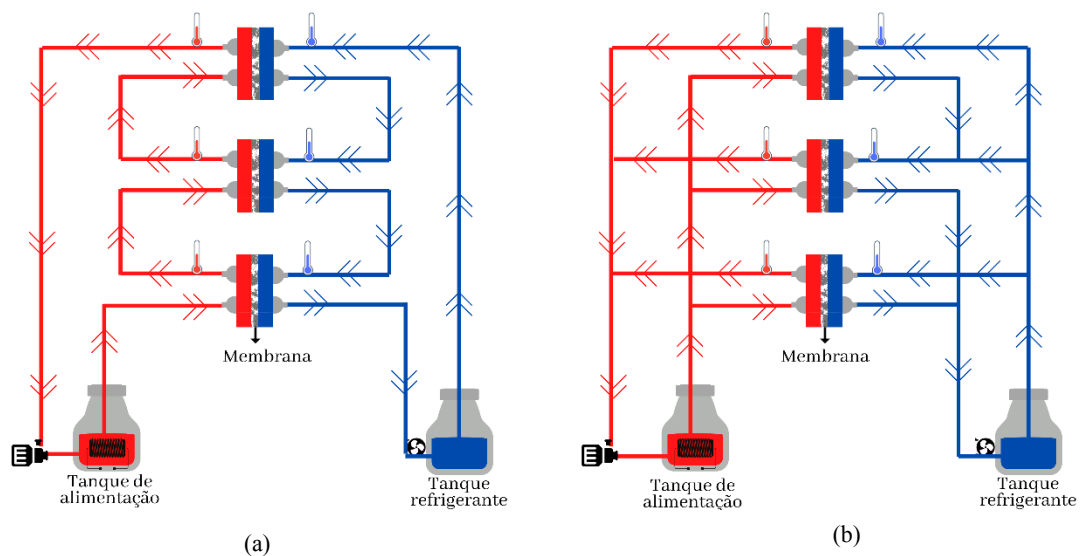 Membrana
Tanque de
alimentação
Tanque
refrigerante
(a)
Membrana
Tanque de
alimentação
Tanque
refrigerante
(b)